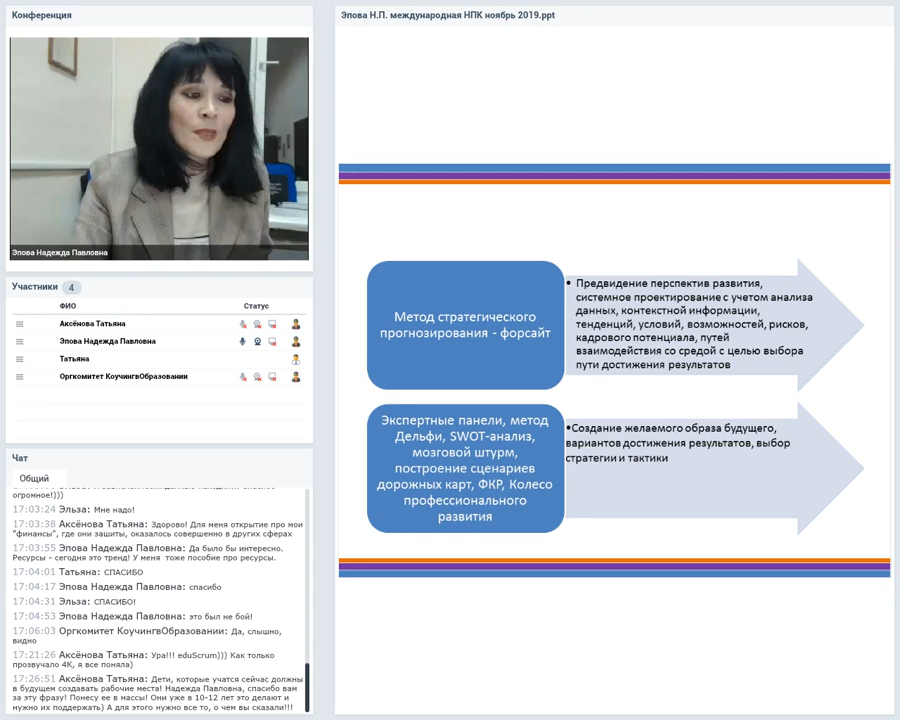 Конференция
Эпова Надежда Павловна
Участники 4
ФИО Статус
Аксёнова Татьяна
Эпова Надежда Павловна
Татьяна
Оргкомитет КоучингвОбразовании
Чат
Общий
огромное!)))
17:03:24 Эльза: Мне надо!
17:03:38 Аксёнова Татьяна: Здорово! Для меня открытие про мои
"финансы", где они зашиты, оказалось совершенно в других сферах
17:03:55 Эпова Надежда Павловна: Да было бы интересно.
Ресурсы - сегодня это тренд! У меня тоже пособие про ресурсы.
17:04:01 Татьяна: СПАСИБО
17:04:17 Эпова Надежда Павловна: спасибо
17:04:31 Эльза: СПАСИБО!
17:04:53 Эпова Надежда Павловна: это был не бой!
17:06:03 Оргкомитет КоучингвОбразовании: Да, слышно,
видно
17:21:26 Аксёнова Татьяна: Ура!!! eduScrum))) Как только
прозвучало 4К, я все поняла)
17:26:51 Аксёнова Татьяна: Дети, которые учатся сейчас должны
в будущем создавать рабочие места! Надежда Павловна, спасибо вам
за эту фразу! Понесу ее в массы! Они уже в 10-12 лет это делают и
нужно их поддержать) А для этого нужно все то, о чем вы сказали!!!
Эпова Н.П. международная НПК ноябрь 2019.ppt
Метод стратегического
прогнозирования - форсайт
• Предвидение перспектив развития,
системное проектирование с учетом анализа
данных, контекстной информации,
тенденций, условий, возможностей, рисков,
кадрового потенциала, путей
взаимодействия со средой с целью выбора
пути достижения результатов
Экспертные панели, метод
Дельфи, SWOT-анализ,
мозговой штурм,
построение сценариев
дорожных карт, ФКР, Колесо
профессионального
развития
•Создание желаемого образа будущего,
вариантов достижения результатов, выбор
стратегии и тактики